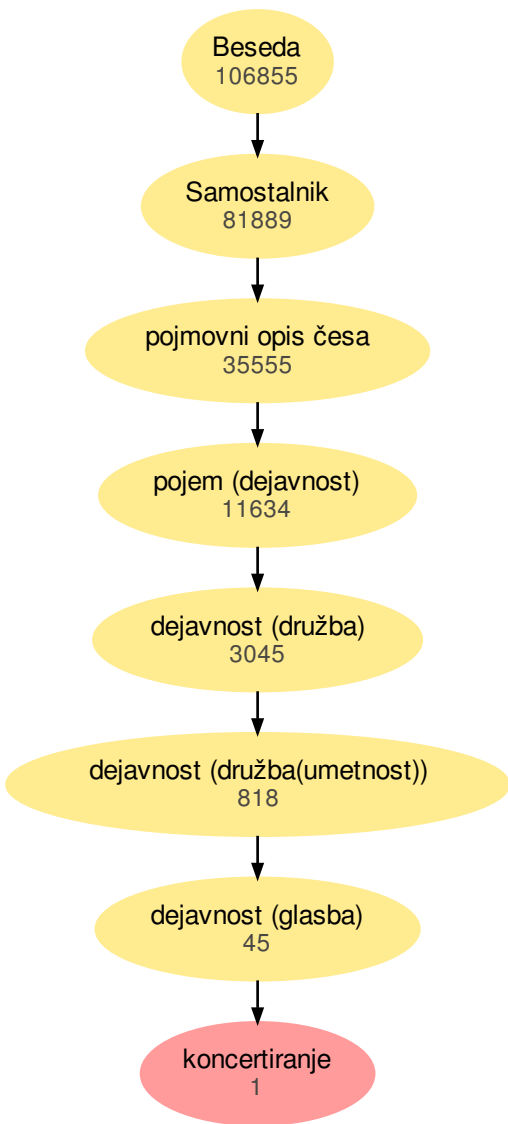 Beseda
106855
Samostalnik
81889
pojmovni opis česa
35555
pojem (dejavnost)
11634
dejavnost (družba)
3045
dejavnost (družba(umetnost))
818
dejavnost (glasba)
45
koncertiranje
1